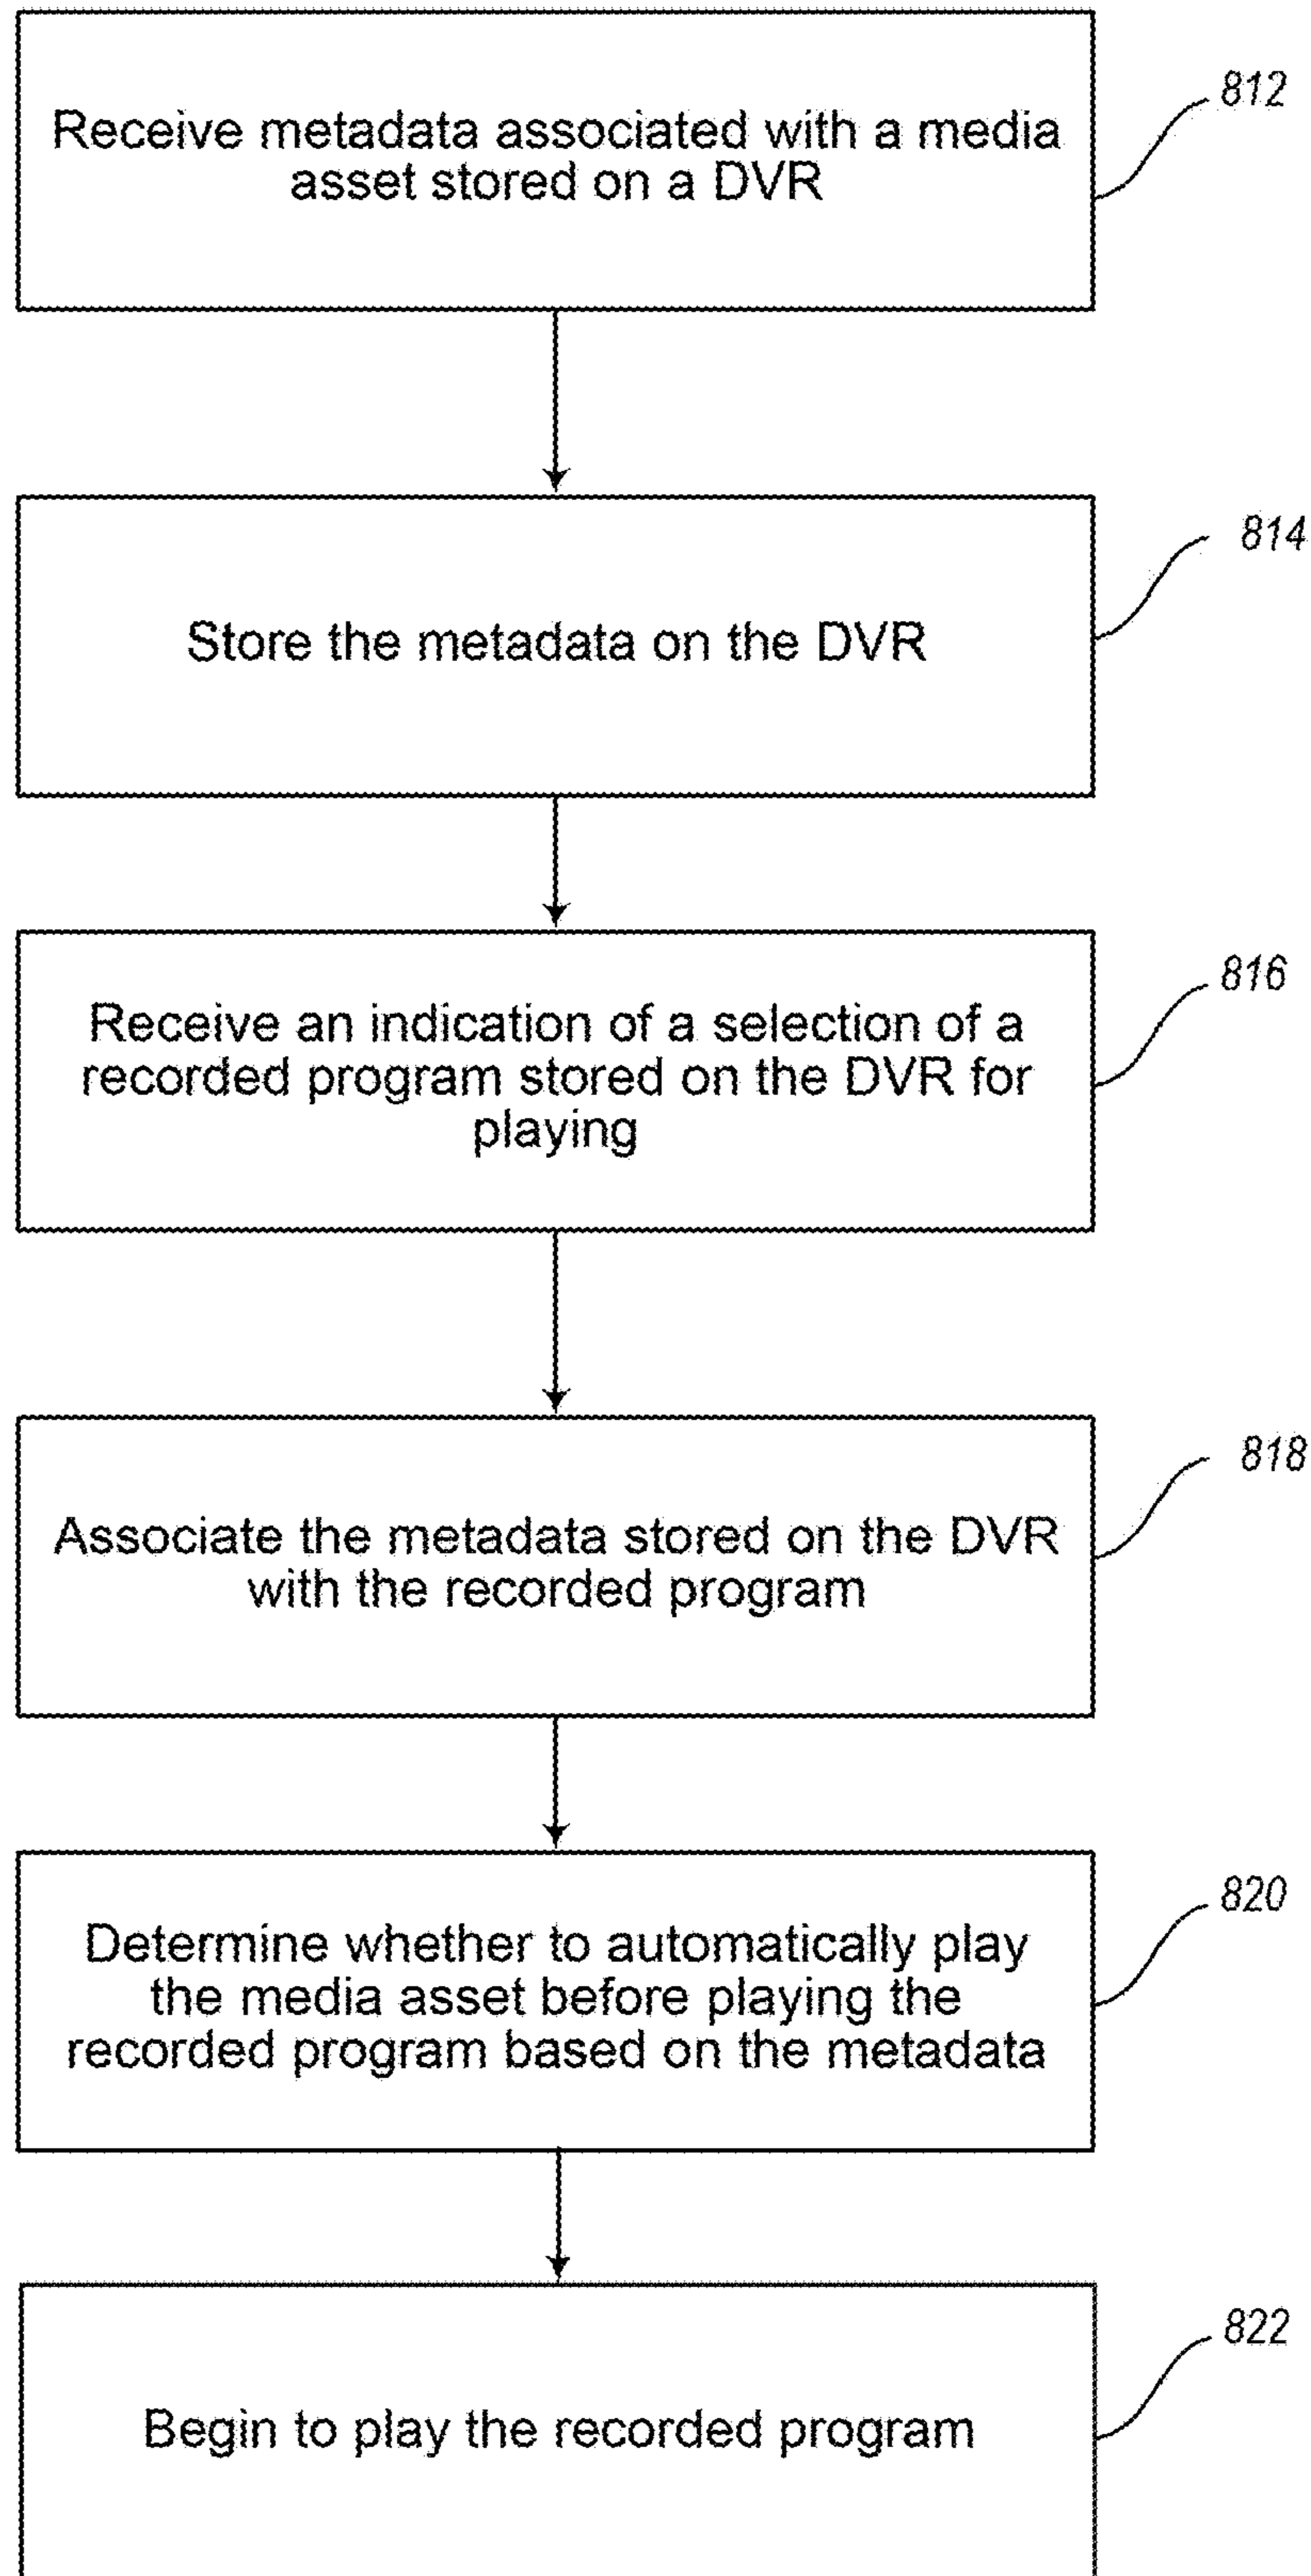 Receive metadata associated with a media
asset stored on a DVR
812
Store the metadata on the DVR
814
Receive an indication of a selection of a
recorded program stored on the DVR for
playing
816
Associate the metadata stored on the DVR
with the recorded program
818
Determine whether to automatically play
the media asset before playing the
recorded program based on the metadata
820
Begin to play the recorded program
822